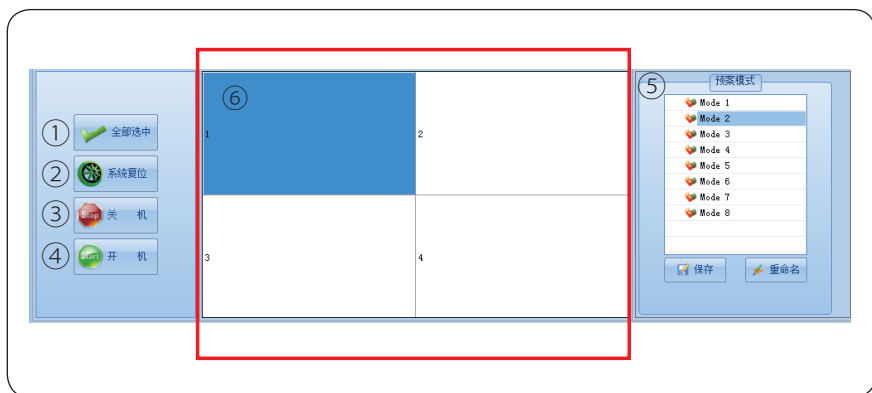 ① 全部选中
② 系统复位
③ Stop 关 机
④ Start 开 机
⑥
1
2
3
4
⑤ 预案模式
Mode 1
Mode 2
Mode 3
Mode 4
Mode 5
Mode 6
Mode 7
Mode 8
保存 重命名